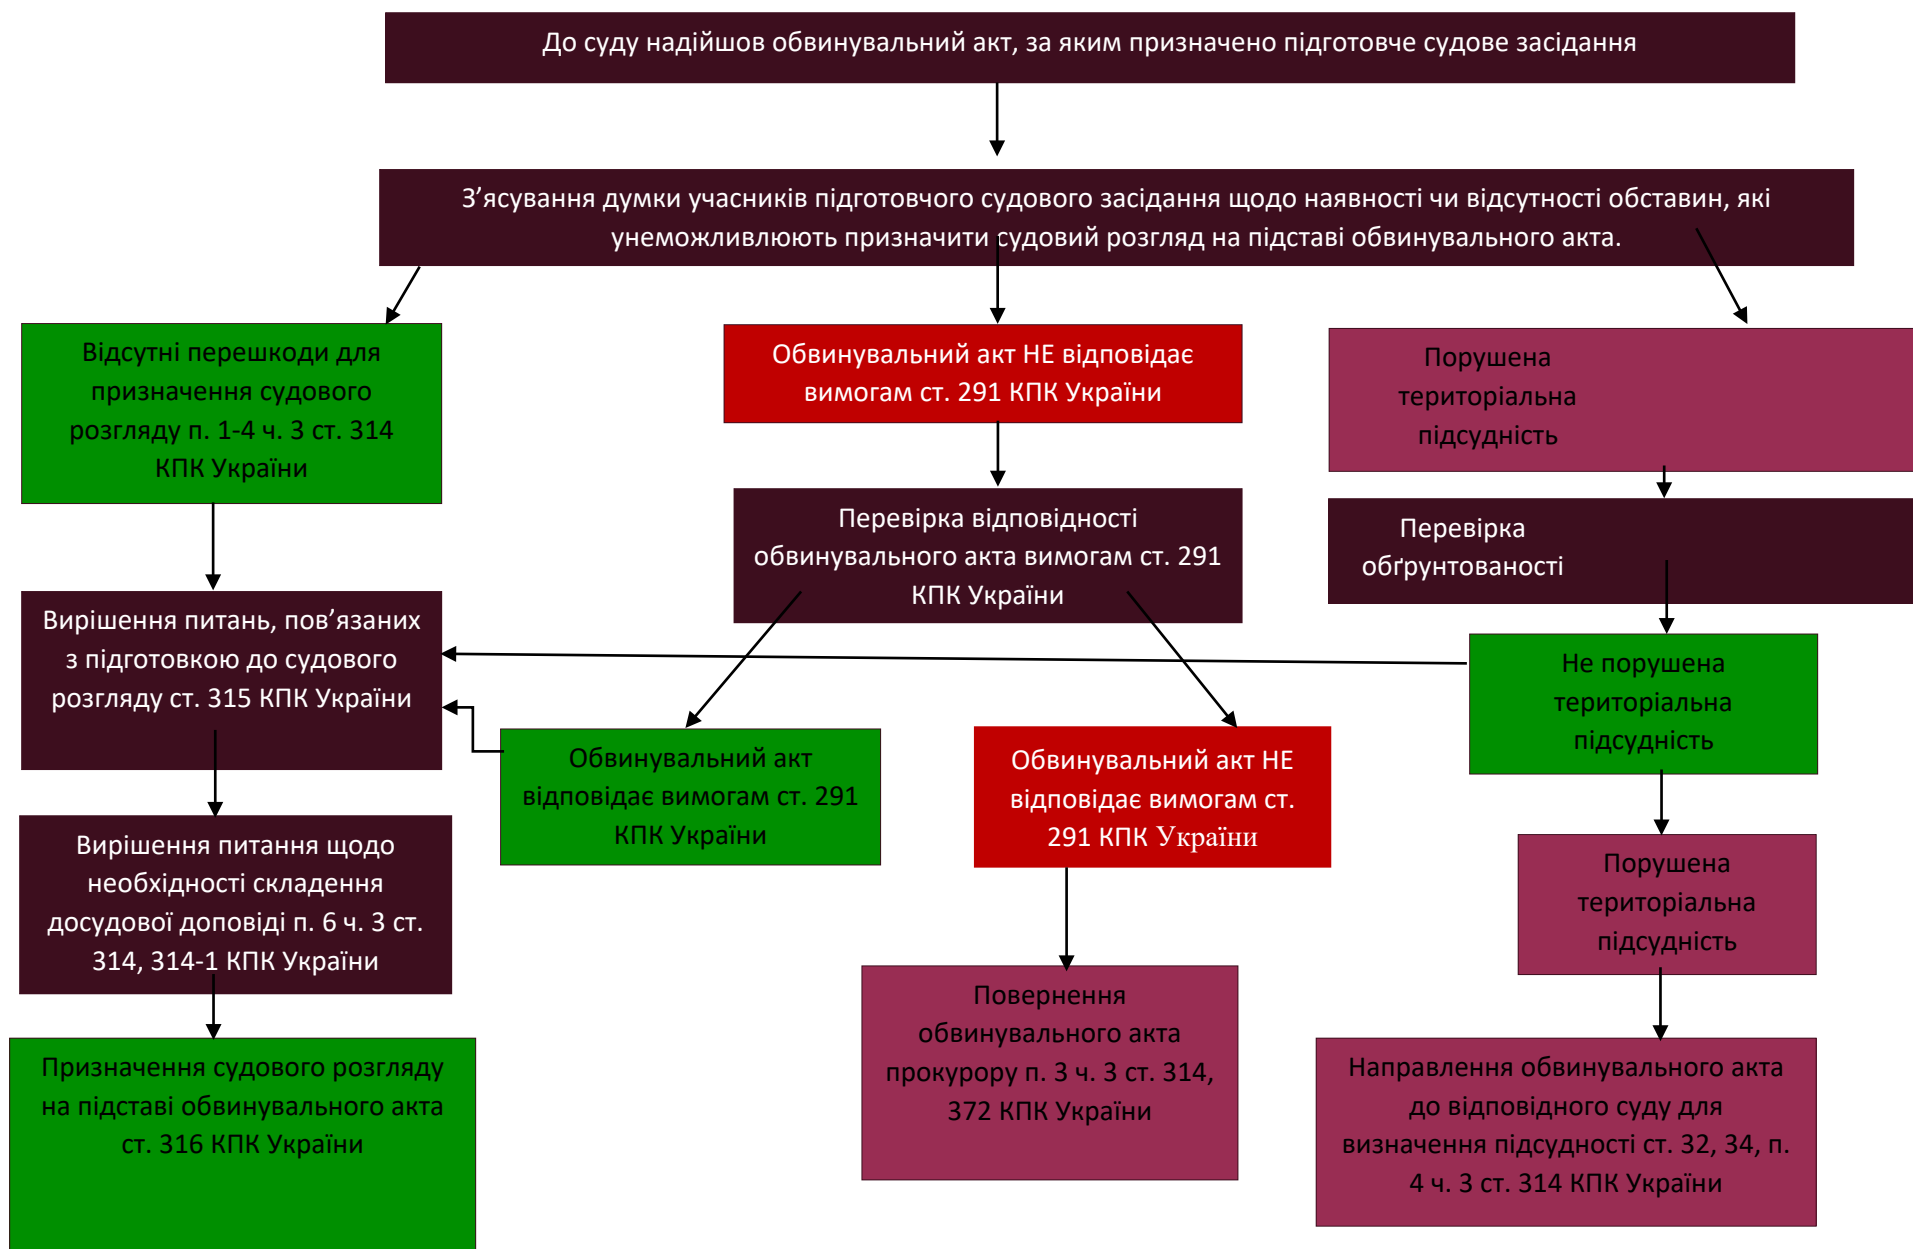 До суду надійшов обвинувальний акт, за яким призначено підготовче судове засідання
З’ясування думки учасників підготовчого судового засідання щодо наявності чи відсутності обставин, які
унеможливлюють призначити судовий розгляд на підставі обвинувального акта.
Відсутні перешкоди для
призначення судового
розгляду п. 1-4 ч. 3 ст. 314
КПК України
Обвинувальний акт НЕ відповідає
вимогам ст. 291 КПК України
Порушена
територіальна
підсудність
Перевірка відповідності
обвинувального акта вимогам ст. 291
КПК України
Перевірка
обґрунтованості
Вирішення питань, пов’язаних
з підготовкою до судового
розгляду ст. 315 КПК України
Не порушена
територіальна
підсудність
Обвинувальний акт
відповідає вимогам ст. 291
КПК України
Обвинувальний акт НЕ
відповідає вимогам ст.
291 КПК України
Вирішення питання щодо
необхідності складення
досудової доповіді п. 6 ч. 3 ст.
314, 314-1 КПК України
Порушена
територіальна
підсудність
Повернення
обвинувального акта
прокурору п. 3 ч. 3 ст. 314,
372 КПК України
Призначення судового розгляду
на підставі обвинувального акта
ст. 316 КПК України
Направлення обвинувального акта
до відповідного суду для
визначення підсудності ст. 32, 34, п.
4 ч. 3 ст. 314 КПК України